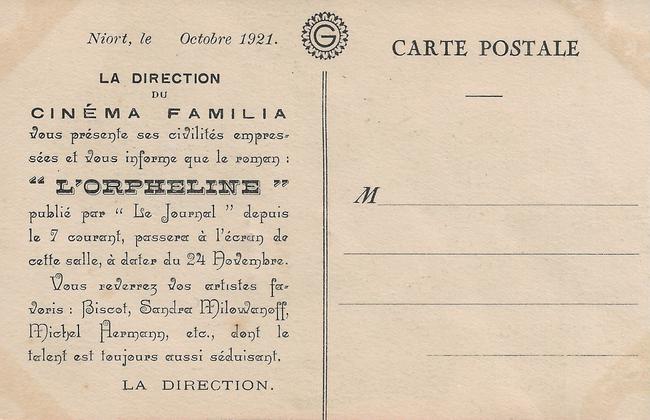 Niort, le Octobre 1921.
LA DIRECTION
DU
CINÉMA FAMILIA
vous présente ses civilités empres-
sées et vous informe que le roman :
“ L'ORPHELINE ”
publié par “ Le Journal ” depuis
le 7 courant, passera à l'écran de
cette salle, à dater du 24 Novembre.
Vous reverrez vos artistes fa-
voris : Biscot, Sandra Milowanoff,
Michel Hermann, etc., dont le
talent est toujours aussi séduisant.
LA DIRECTION.
G
CARTE POSTALE
M